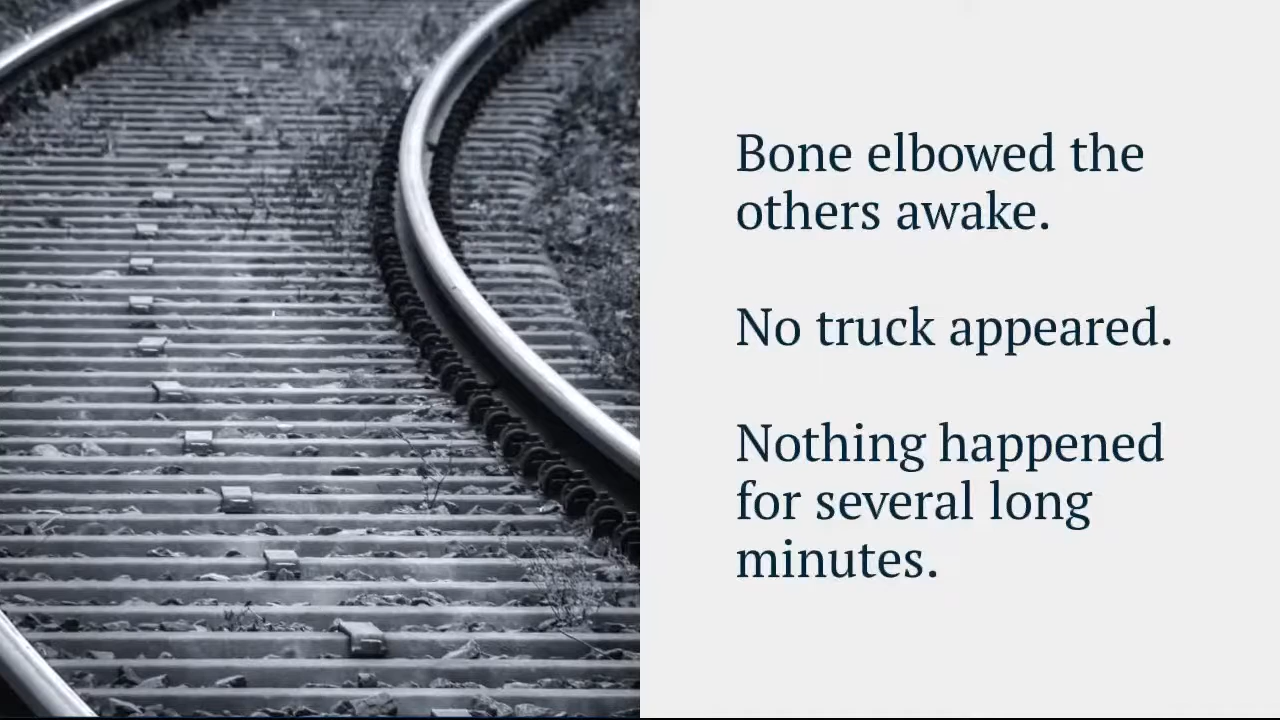 Bone elbowed the
others awake.
No truck appeared.
Nothing happened
for several long
minutes.